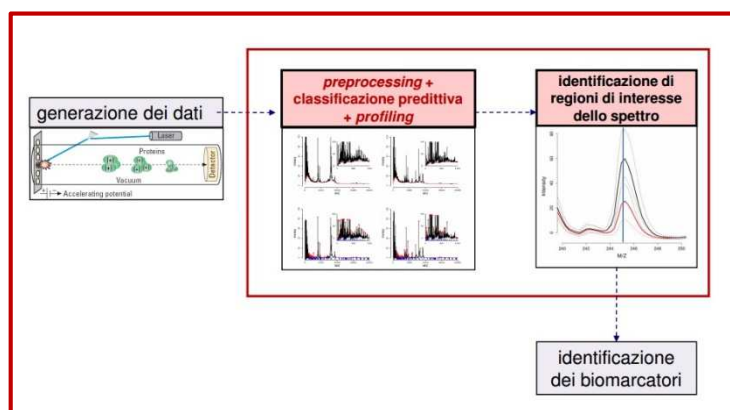 generazione dei dati
Laser
Proteins
Vacuum
Accelerating potential
Detector
preprocessing +
classificazione predittiva
+ profiling
identificazione di
regioni di interesse
dello spettro
Intensity
M/Z
identificazione
dei biomarcatori